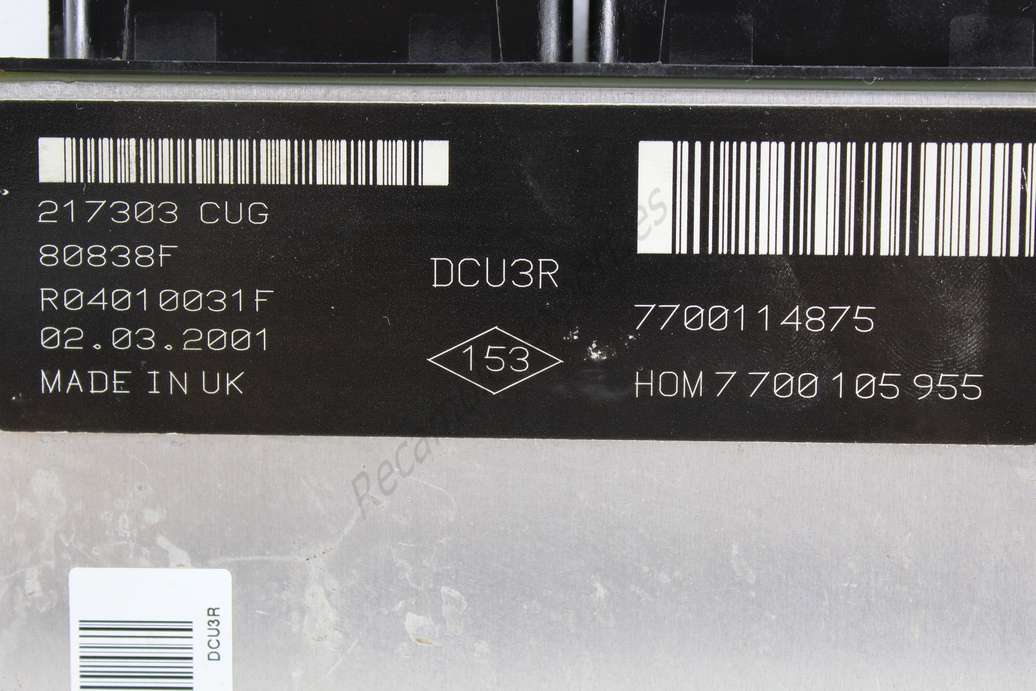 217303 CUG
80838F
R04010031F
02.03.2001
MADE IN UK
DCU3R
153
7700114875
HOM 7 700 105 955
DCU3R